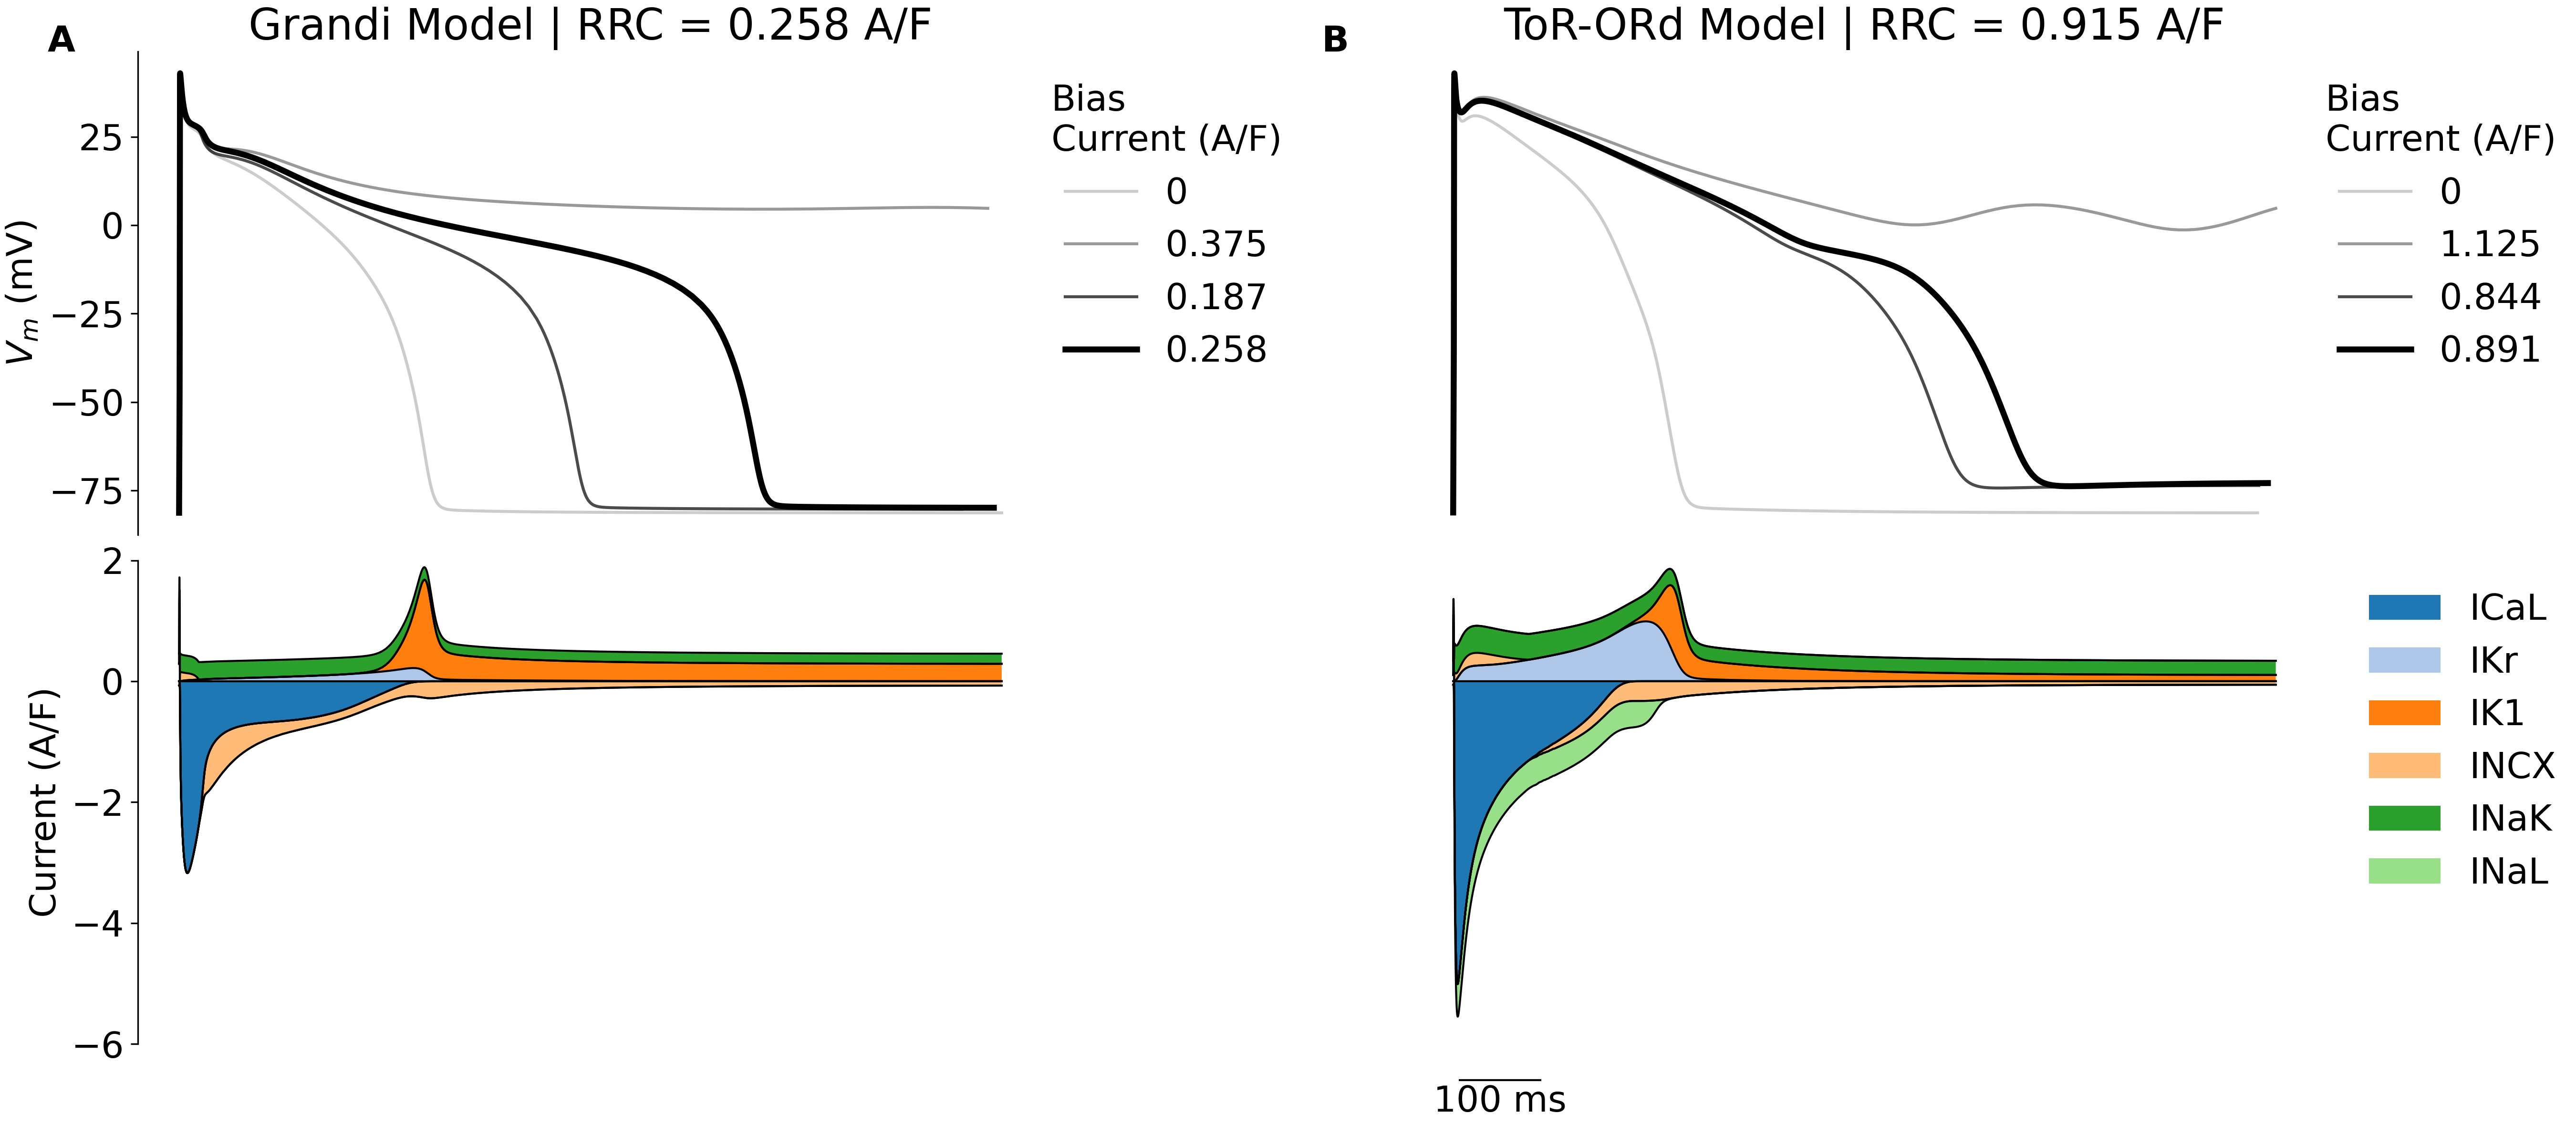 A
Grandi Model | RRC = 0.258 A/F
25
0
−25
−50
−75
Vm (mV)
Bias
Current (A/F)
0
0.375
0.187
0.258
2
0
−2
−4
−6
Current (A/F)
B
ToR-ORd Model | RRC = 0.915 A/F
Bias
Current (A/F)
0
1.125
0.844
0.891
ICaL
IKr
IK1
INCX
INaK
INaL
100 ms